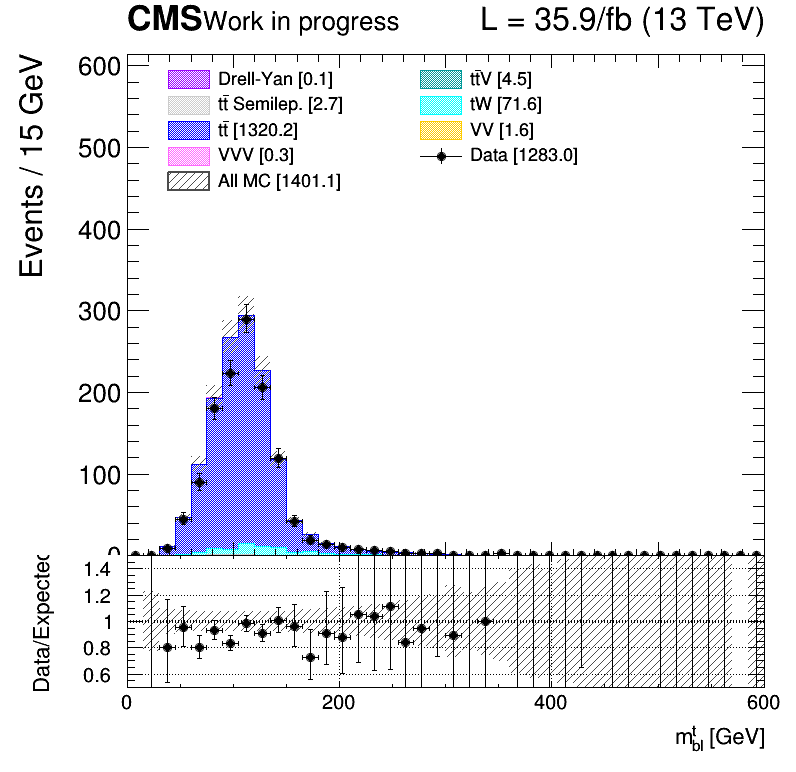 CMS Work in progress L = 35.9/fb (13 TeV)
Events / 15 GeV
600
500
400
300
200
100
0
Drell-Yan [0.1]
tt̄ Semilep. [2.7]
tt̄ [1320.2]
VVV [0.3]
All MC [1401.1]
tt̄V [4.5]
tW [71.6]
VV [1.6]
Data [1283.0]
Data/Expected
1.4
1.2
1
0.8
0.6
0 200 400 600
m^t_bl [GeV]